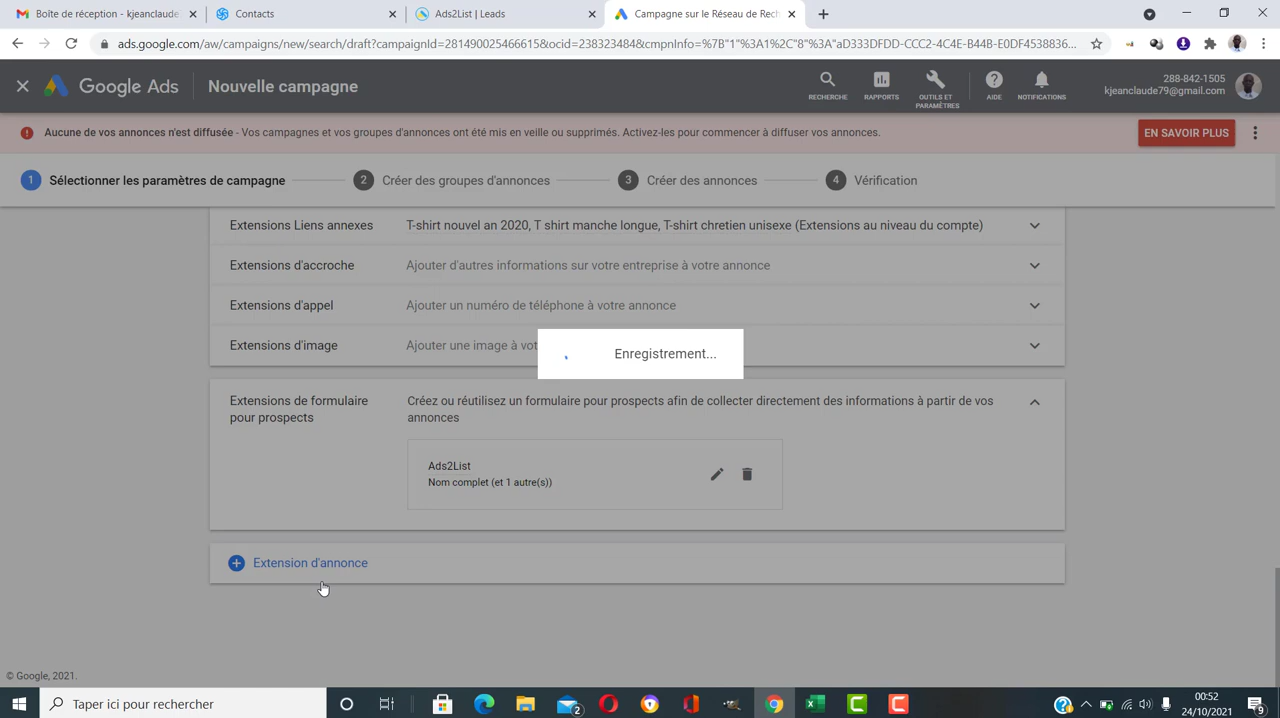 Boîte de réception - kjeanclaude
Contacts
Ads2List | Leads
Campagne sur le Réseau de Rech
ads.google.com/aw/campaigns/new/search/draft?campaignId=281490125466615&ocid=238323484&cmpnInfo=%7B"1"%3A1%2C"8"%3A"aD333DFDD-CCC2-4C4E-B44B-E0DF4538836...
Google Ads
Nouvelle campagne
RECHERCHE
RAPPORTS
OUTILS ET PARAMÈTRES
AIDE
NOTIFICATIONS
288-842-1505
kjeanclaude79@gmail.com
Aucune de vos annonces n'est diffusée - Vos campagnes et vos groupes d'annonces ont été mis en veille ou supprimés. Activez-les pour commencer à diffuser vos annonces.
EN SAVOIR PLUS
1 Sélectionner les paramètres de campagne
2 Créer des groupes d'annonces
3 Créer des annonces
4 Vérification
Extensions Liens annexes
T-shirt nouvel an 2020, T shirt manche longue, T-shirt chretien unisexe (Extensions au niveau du compte)
Extensions d'accroche
Ajouter d'autres informations sur votre entreprise à votre annonce
Extensions d'appel
Ajouter un numéro de téléphone à votre annonce
Extensions d'image
Ajouter une image à vot
Enregistrement...
Extensions de formulaire
pour prospects
Créez ou réutilisez un formulaire pour prospects afin de collecter directement des informations à partir de vos
annonces
Ads2List
Nom complet (et 1 autre(s))
Extension d'annonce
© Google, 2021.
Taper ici pour rechercher
2
00:52
24/10/2021
9